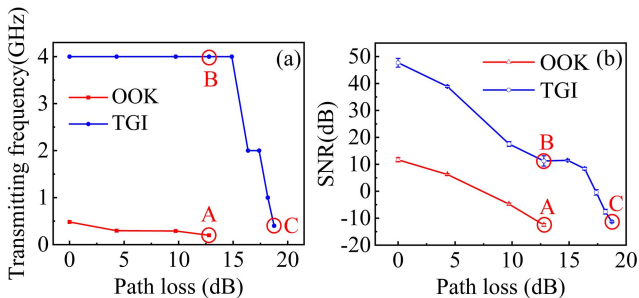 (a)
Transmitting frequency(GHz)
4
3
2
1
0
B
OOK
TGI
A
C
0 5 10 15 20
Path loss (dB)
(b)
SNR(dB)
50
40
30
20
10
0
-10
-20
OOK
TGI
B
A
C
0 5 10 15 20
Path loss (dB)